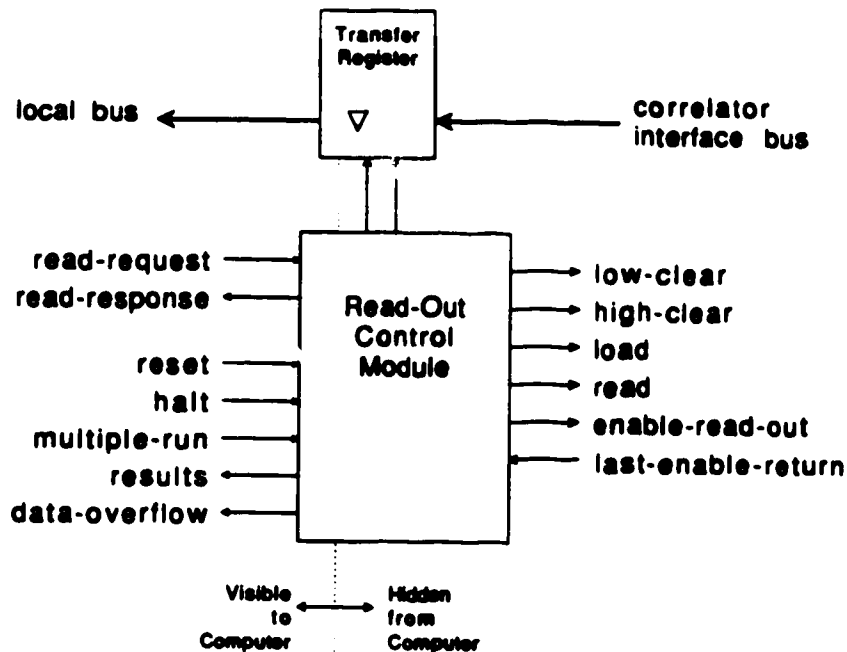 Transfer
Register
local bus
correlator
interface bus
read-request
read-response
reset
halt
multiple-run
results
data-overflow
Read-Out
Control
Module
low-clear
high-clear
load
read
enable-read-out
last-enable-return
Visible
to
Computer
Hidden
from
Computer